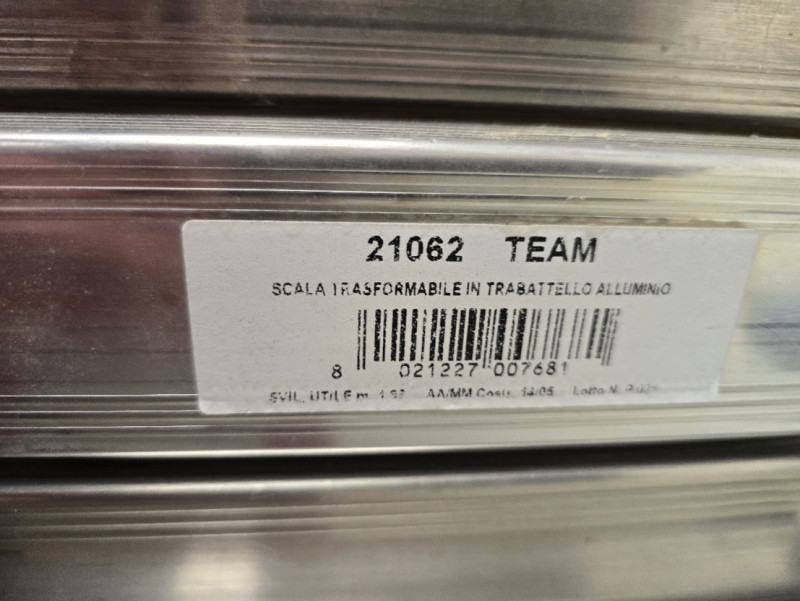 21062 TEAM
SCALA TRASFORMABILE IN TRABATTELLO ALLUMINIO
8 021227 007681
SVIL. UTILE m. AA/MM Costr. 14/05 Lotto N.